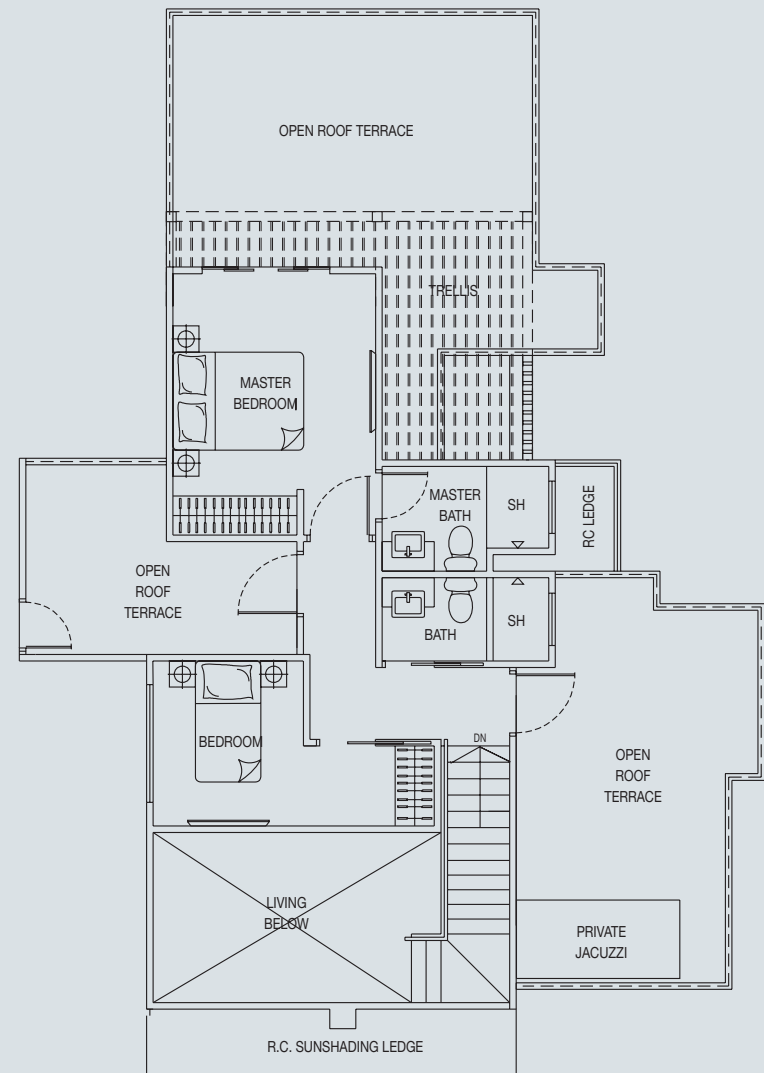 OPEN ROOF TERRACE
TRELLIS
MASTER
BEDROOM
MASTER
BATH
SH
RC LEDGE
OPEN
ROOF
TERRACE
BATH
SH
BEDROOM
DN
OPEN
ROOF
TERRACE
LIVING
BELOW
PRIVATE
JACUZZI
R.C. SUNSHADING LEDGE